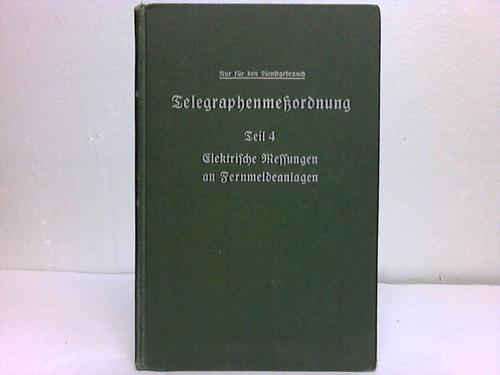 Nur für den Dienstgebrauch
Telegraphenmeßordnung
Teil 4
Elektrische Messungen
an Fernmeldeanlagen